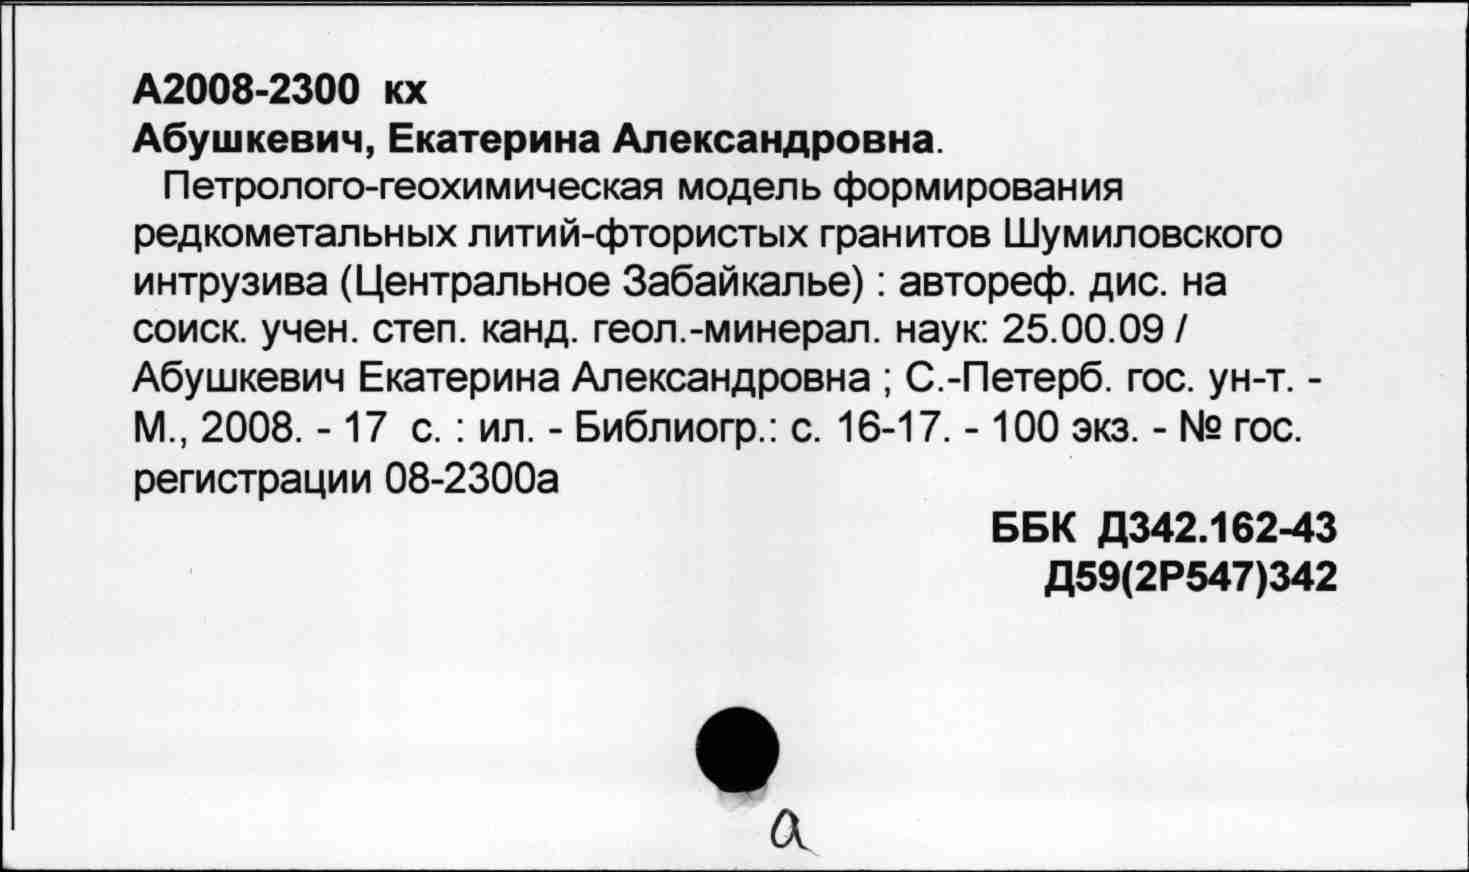 А2008-2300 кх
Абушкевич, Екатерина Александровна.
Петролого-геохимическая модель формирования
редкометальных литий-фтористых гранитов Шумиловского
интрузива (Центральное Забайкалье) : автореф. дис. на
соиск. учен. степ. канд. геол.-минерал. наук: 25.00.09 /
Абушкевич Екатерина Александровна ; С.-Петерб. гос. ун-т. -
М., 2008. - 17 с. : ил. - Библиогр.: с. 16-17. - 100 экз. - № гос.
регистрации 08-2300а
ББК Д342.162-43
Д59(2Р547)342
а